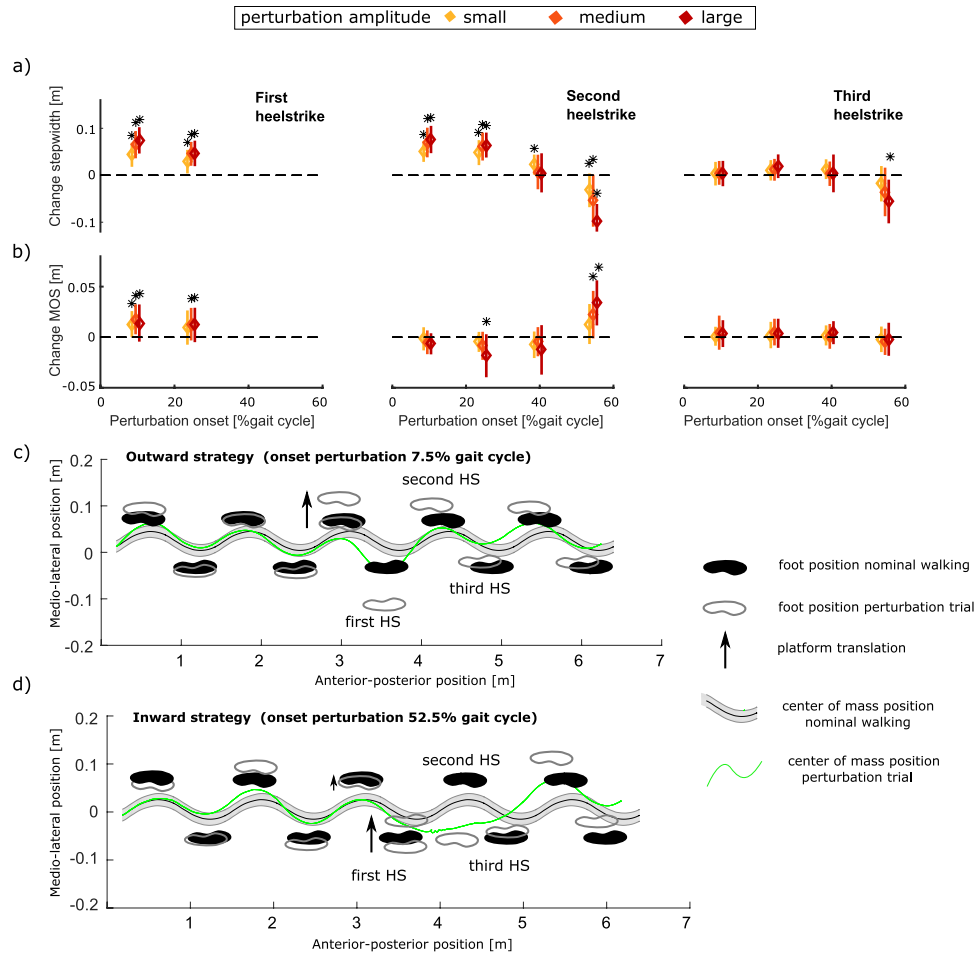 perturbation amplitude small medium large
a)
First heelstrike
Second heelstrike
Third heelstrike
Change stepwidth [m]
0.1
0
-0.1
b)
Change MOS [m]
0.05
0
-0.05
0 20 40 60
0 20 40 60
0 20 40 60
Perturbation onset [%gait cycle]
Perturbation onset [%gait cycle]
Perturbation onset [%gait cycle]
c)
Outward strategy (onset perturbation 7.5% gait cycle)
Medio-lateral position [m]
0.2
0.1
0
-0.1
-0.2
second HS
third HS
first HS
1 2 3 4 5 6 7
Anterior-posterior position [m]
d)
Inward strategy (onset perturbation 52.5% gait cycle)
Medio-lateral position [m]
0.2
0.1
0
-0.1
-0.2
second HS
first HS
third HS
1 2 3 4 5 6 7
Anterior-posterior position [m]
foot position nominal walking
foot position perturbation trial
platform translation
center of mass position
nominal walking
center of mass position
perturbation trial